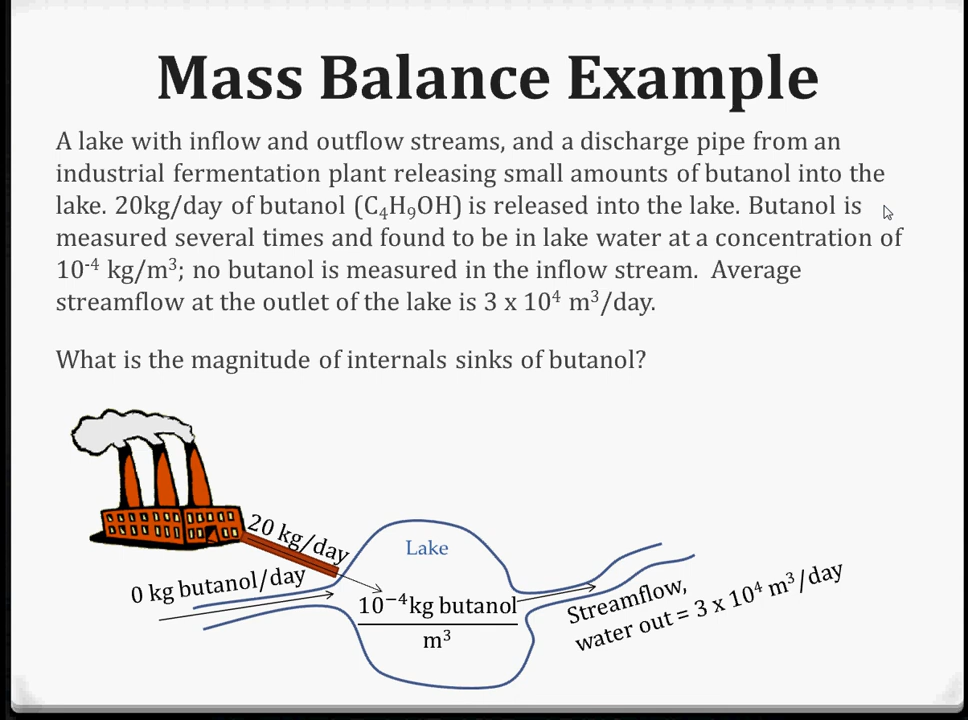 Mass Balance Example
A lake with inflow and outflow streams, and a discharge pipe from an
industrial fermentation plant releasing small amounts of butanol into the
lake. 20kg/day of butanol (C₄H₉OH) is released into the lake. Butanol is
measured several times and found to be in lake water at a concentration of
10⁻⁴ kg/m³; no butanol is measured in the inflow stream.  Average
streamflow at the outlet of the lake is 3 x 10⁴ m³/day.
What is the magnitude of internals sinks of butanol?
20 kg/day
Lake
0 kg butanol/day
10⁻⁴kg butanol
m³
Streamflow,
water out = 3 x 10⁴ m³/day